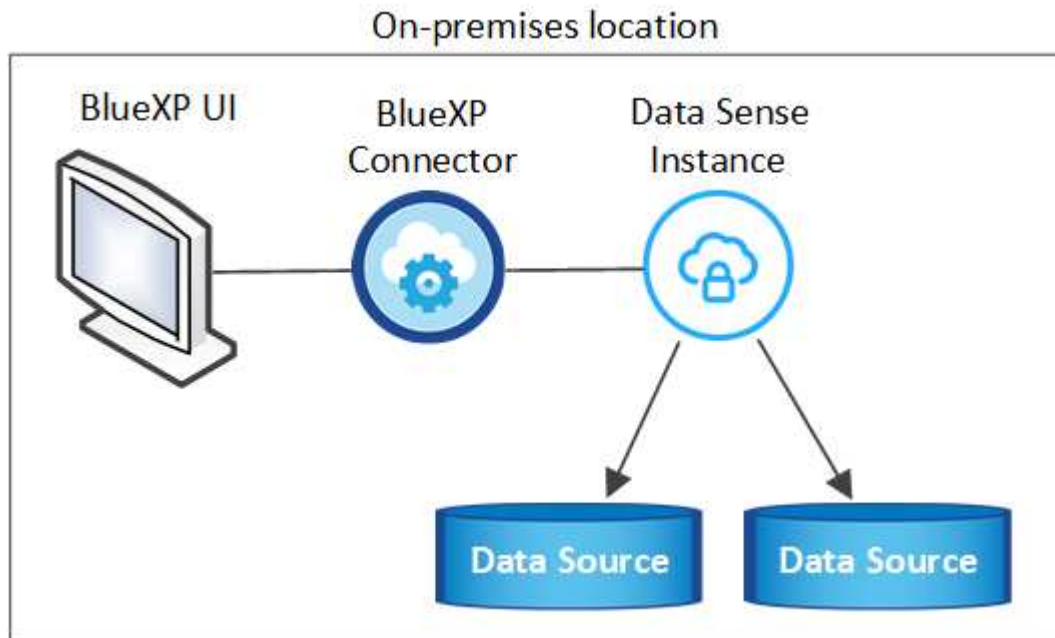 On-premises location
BlueXP UI
BlueXP
Connector
Data Sense
Instance
Data Source
Data Source